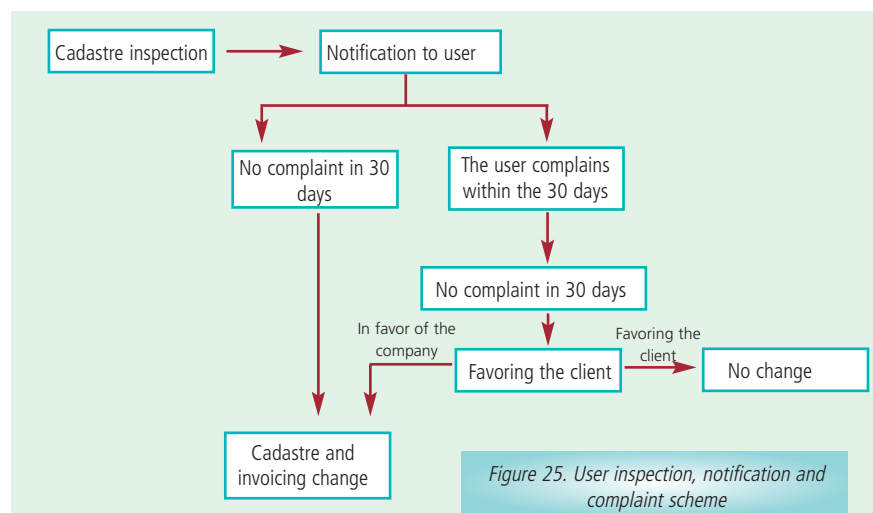 Cadastre inspection
Notification to user
No complaint in 30
days
The user complains
within the 30 days
No complaint in 30 days
In favor of the
company
Favoring the
client
Favoring the client
No change
Cadastre and
invoicing change
Figure 25. User inspection, notification and
complaint scheme